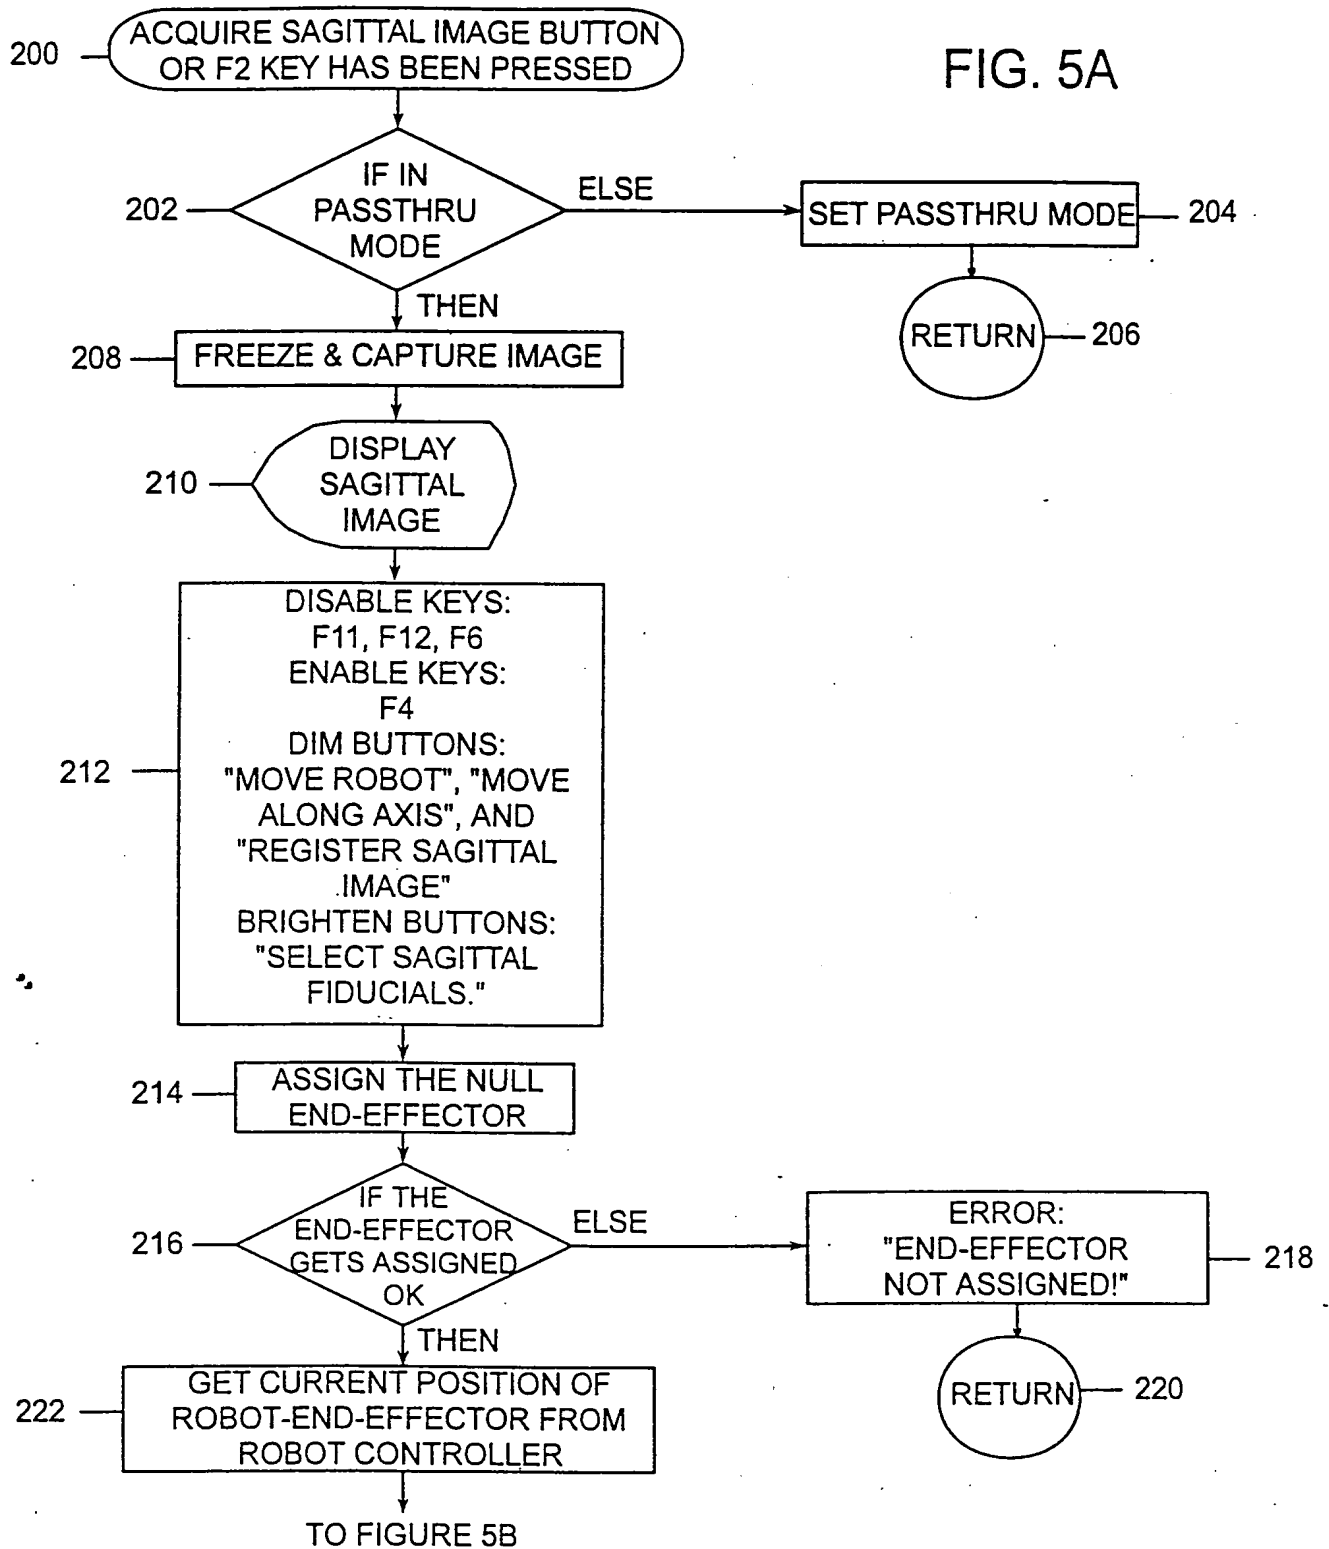 FIG. 5A
200
ACQUIRE SAGITTAL IMAGE BUTTON
OR F2 KEY HAS BEEN PRESSED
202
IF IN
PASSTHRU
MODE
ELSE
SET PASSTHRU MODE
204
RETURN
206
THEN
208
FREEZE & CAPTURE IMAGE
210
DISPLAY
SAGITTAL
IMAGE
212
DISABLE KEYS:
F11, F12, F6
ENABLE KEYS:
F4
DIM BUTTONS:
"MOVE ROBOT", "MOVE
ALONG AXIS", AND
"REGISTER SAGITTAL
IMAGE"
BRIGHTEN BUTTONS:
"SELECT SAGITTAL
FIDUCIALS."
214
ASSIGN THE NULL
END-EFFECTOR
216
IF THE
END-EFFECTOR
GETS ASSIGNED
OK
ELSE
ERROR:
"END-EFFECTOR
NOT ASSIGNED!"
218
RETURN
220
THEN
222
GET CURRENT POSITION OF
ROBOT-END-EFFECTOR FROM
ROBOT CONTROLLER
TO FIGURE 5B